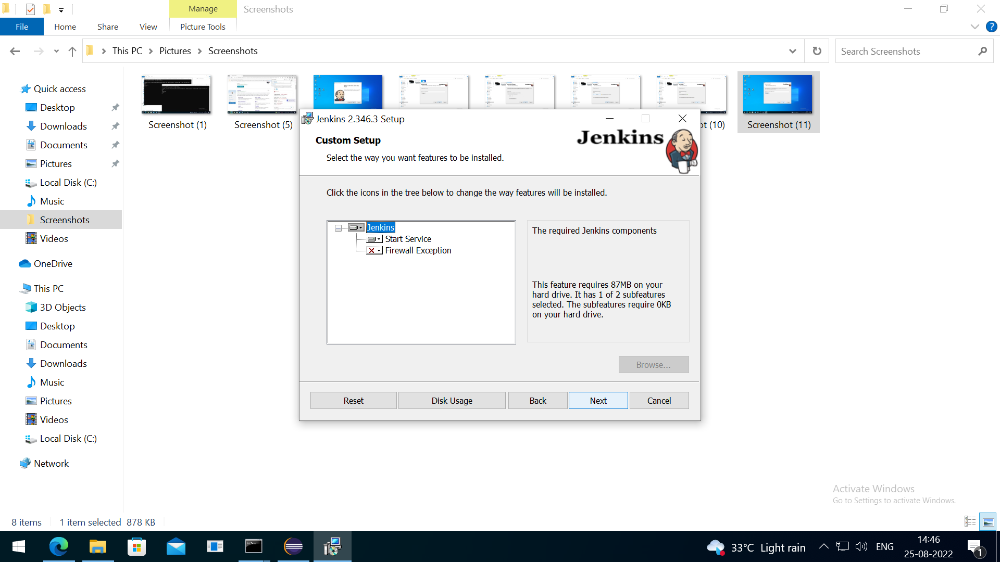 Manage
Screenshots
File
Home
Share
View
Picture Tools
?
This PC
Pictures
Screenshots
Search Screenshots
Quick access
Desktop
Downloads
Documents
Pictures
Local Disk (C:)
Music
Screenshots
Videos
OneDrive
This PC
3D Objects
Desktop
Documents
Downloads
Music
Pictures
Videos
Local Disk (C:)
Network
Screenshot (1)
Screenshot (5)
ot (10)
Screenshot (11)
Jenkins 2.346.3 Setup
Custom Setup
Jenkins
Select the way you want features to be installed.
Click the icons in the tree below to change the way features will be installed.
Jenkins
Start Service
Firewall Exception
The required Jenkins components
This feature requires 87MB on your
hard drive. It has 1 of 2 subfeatures
selected. The subfeatures require 0KB
on your hard drive.
Browse...
Reset
Disk Usage
Back
Next
Cancel
Activate Windows
Go to Settings to activate Windows.
8 items
1 item selected 878 KB
33°C Light rain
ENG
14:46
25-08-2022
1